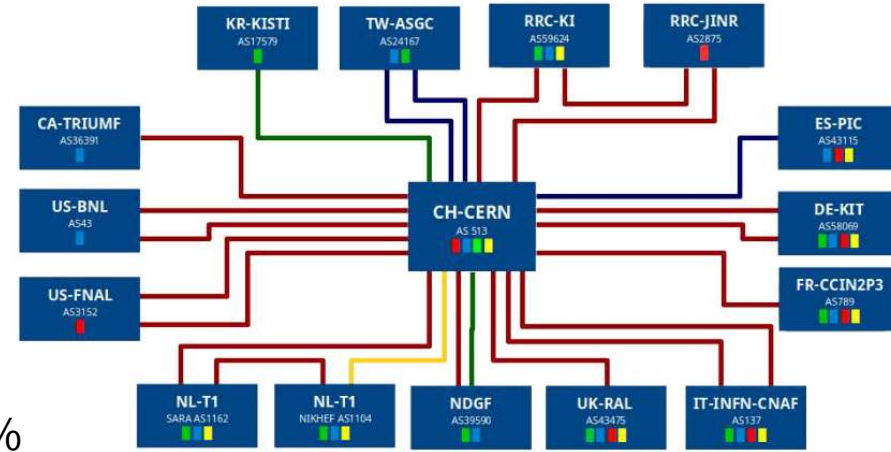 KR-KISTI
AS17579
TW-ASGC
AS24167
RRC-KI
AS59624
RRC-JINR
AS2875
CA-TRIUMF
AS36391
ES-PIC
AS43115
US-BNL
AS43
CH-CERN
AS 513
DE-KIT
AS58069
US-FNAL
AS3152
FR-CCIN2P3
AS789
NL-T1
SARA AS1162
NL-T1
NIKHEF AS1104
NDGF
AS39590
UK-RAL
AS43475
IT-INFN-CNAF
AS137
%